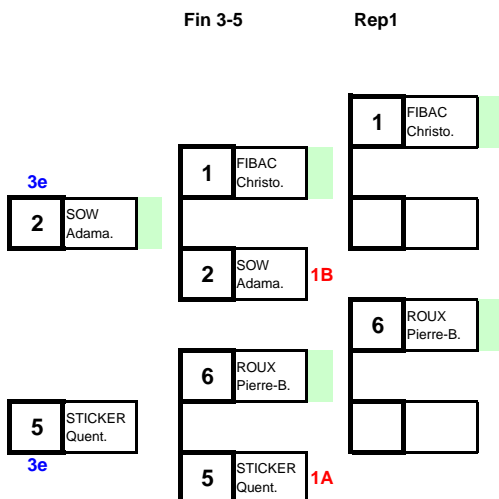 Fin 3-5 Rep1
1 FIBAC
Christo.
1 FIBAC
Christo.
3e
2 SOW
Adama.
2 SOW
Adama.
1B
6 ROUX
Pierre-B.
6 ROUX
Pierre-B.
5 STICKER
Quent.
3e
5 STICKER
Quent.
1A